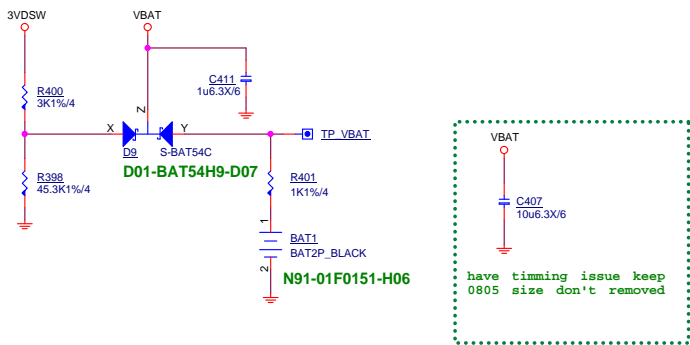 3VDSW
VBAT
R400
3K1%/4
C411
1u6.3X/6
Z
X
Y
TP_VBAT
D9
S-BAT54C
D01-BAT54H9-D07
R398
45.3K1%/4
R401
1K1%/4
1
BAT1
BAT2P_BLACK
2
N91-01F0151-H06
VBAT
C407
10u6.3X/6
have timming issue keep
0805 size don't removed